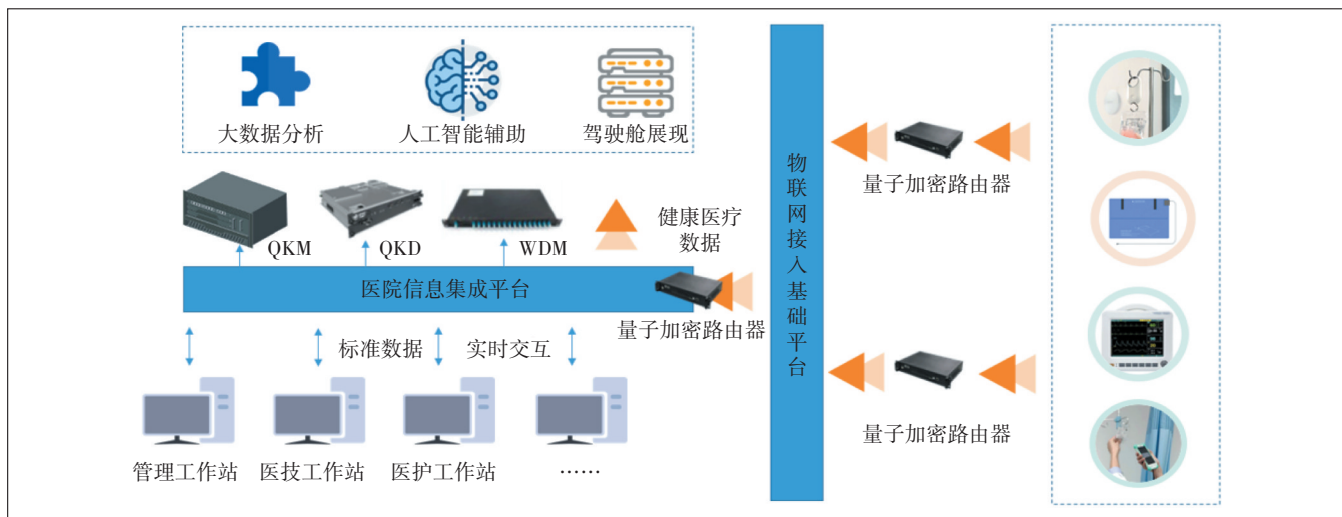 大数据分析
人工智能辅助
驾驶舱展现
QKM
QKD
WDM
健康医疗
数据
医院信息集成平台
量子加密路由器
标准数据
实时交互
管理工作站
医技工作站
医护工作站
……
物联网接入基础平台
量子加密路由器
量子加密路由器